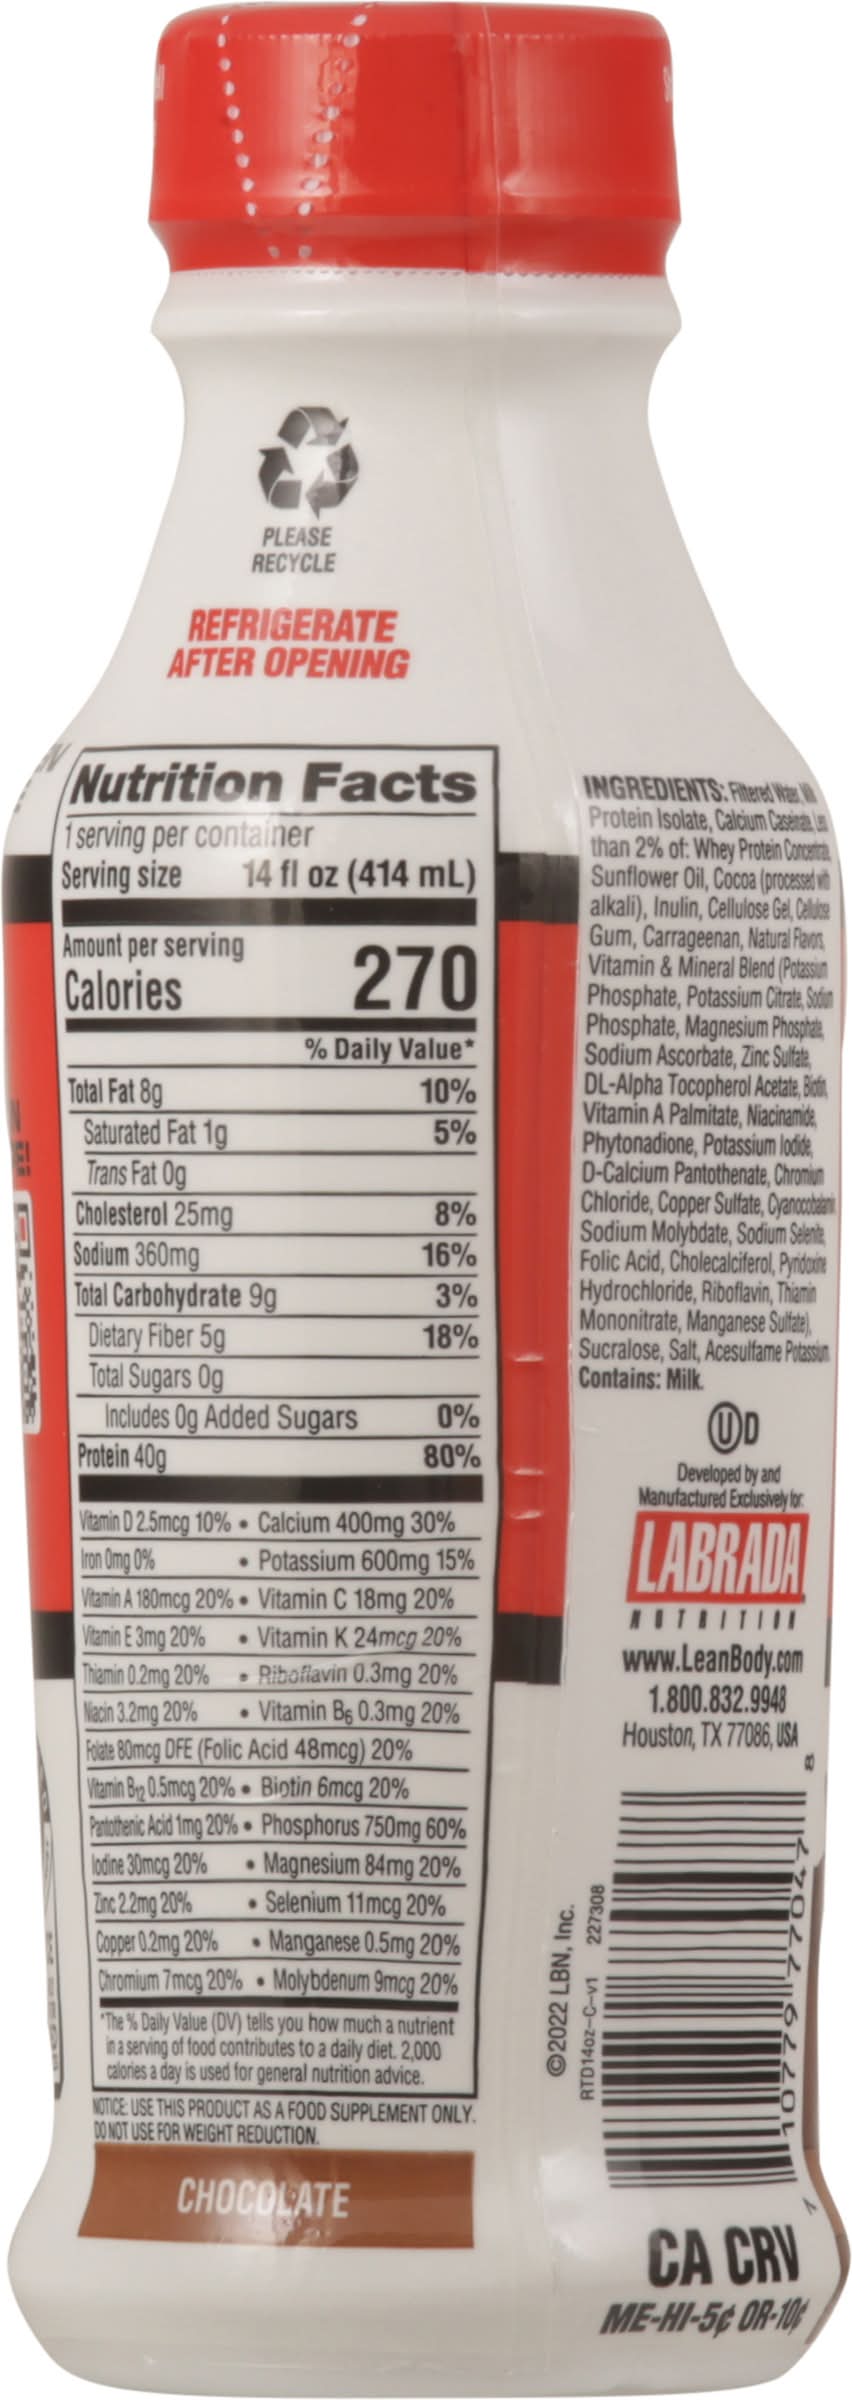 PLEASE
RECYCLE
REFRIGERATE
AFTER OPENING
Nutrition Facts
1 serving per container
Serving size 14 fl oz (414 mL)
Amount per serving
Calories 270
% Daily Value*
Total Fat 8g 10%
Saturated Fat 1g 5%
Trans Fat 0g
Cholesterol 25mg 8%
Sodium 360mg 16%
Total Carbohydrate 9g 3%
Dietary Fiber 5g 18%
Total Sugars 0g
Includes 0g Added Sugars 0%
Protein 40g 80%
Vitamin D 2.5mcg 10% • Calcium 400mg 30%
Iron 0mg 0% • Potassium 600mg 15%
Vitamin A 180mcg 20% • Vitamin C 18mg 20%
Vitamin E 3mg 20% • Vitamin K 24mcg 20%
Thiamin 0.2mg 20% • Riboflavin 0.3mg 20%
Niacin 3.2mg 20% • Vitamin B6 0.3mg 20%
Folate 80mcg DFE (Folic Acid 48mcg) 20%
Vitamin B12 0.5mcg 20% • Biotin 6mcg 20%
Pantothenic Acid 1mg 20% • Phosphorus 750mg 60%
Iodine 30mcg 20% • Magnesium 84mg 20%
Zinc 2.2mg 20% • Selenium 11mcg 20%
Copper 0.2mg 20% • Manganese 0.5mg 20%
Chromium 7mcg 20% • Molybdenum 9mcg 20%
*The % Daily Value (DV) tells you how much a nutrient
in a serving of food contributes to a daily diet. 2,000
calories a day is used for general nutrition advice.
NOTICE: USE THIS PRODUCT AS A FOOD SUPPLEMENT ONLY.
DO NOT USE FOR WEIGHT REDUCTION.
CHOCOLATE
INGREDIENTS: Filtered Water, Milk
Protein Isolate, Calcium Caseinate, Less
than 2% of: Whey Protein Concentrate,
Sunflower Oil, Cocoa (processed with
alkali), Inulin, Cellulose Gel, Cellulose
Gum, Carrageenan, Natural Flavors,
Vitamin & Mineral Blend (Potassium
Phosphate, Potassium Citrate, Sodium
Phosphate, Magnesium Phosphate,
Sodium Ascorbate, Zinc Sulfate,
DL-Alpha Tocopherol Acetate, Biotin,
Vitamin A Palmitate, Niacinamide,
Phytonadione, Potassium Iodide,
D-Calcium Pantothenate, Chromium
Chloride, Copper Sulfate, Cyanocobalamin,
Sodium Molybdate, Sodium Selenite,
Folic Acid, Cholecalciferol, Pyridoxine
Hydrochloride, Riboflavin, Thiamin
Mononitrate, Manganese Sulfate),
Sucralose, Salt, Acesulfame Potassium.
Contains: Milk.
UD
Developed by and
Manufactured Exclusively for:
LABRADA
NUTRITION
www.LeanBody.com
1.800.832.9948
Houston, TX 77086, USA
©2022 LBN, Inc.
RTD14oz-C-v1 227308
1 10779 77047 8
CA CRV
ME-HI-5¢ OR-10¢